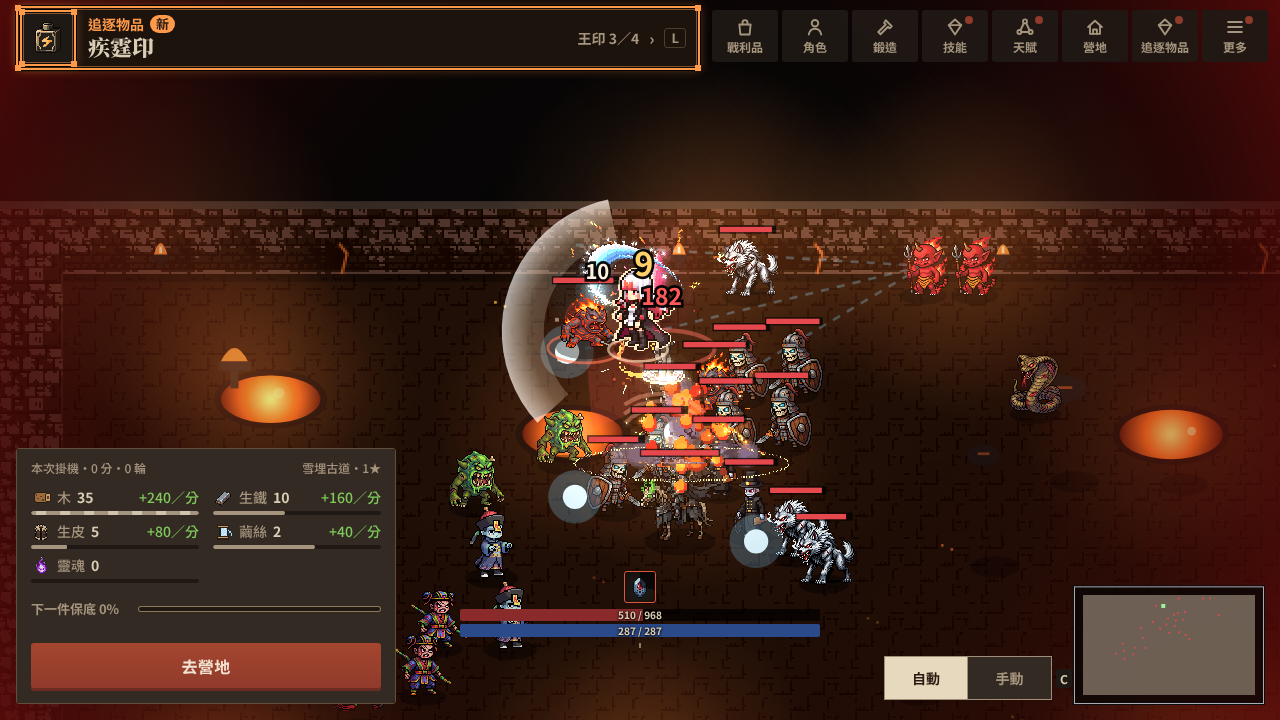 追逐物品 新
疾霆印
王印 3／4 › L
戰利品
角色
鍛造
技能
天賦
營地
追逐物品
更多
10
9
182
本次掛機・0 分・0 輪
雪埋古道・1★
木 35 +240／分
生鐵 10 +160／分
生皮 5 +80／分
繭絲 2 +40／分
靈魂 0
下一件保底 0%
去營地
510 / 968
287 / 287
自動
手動
C